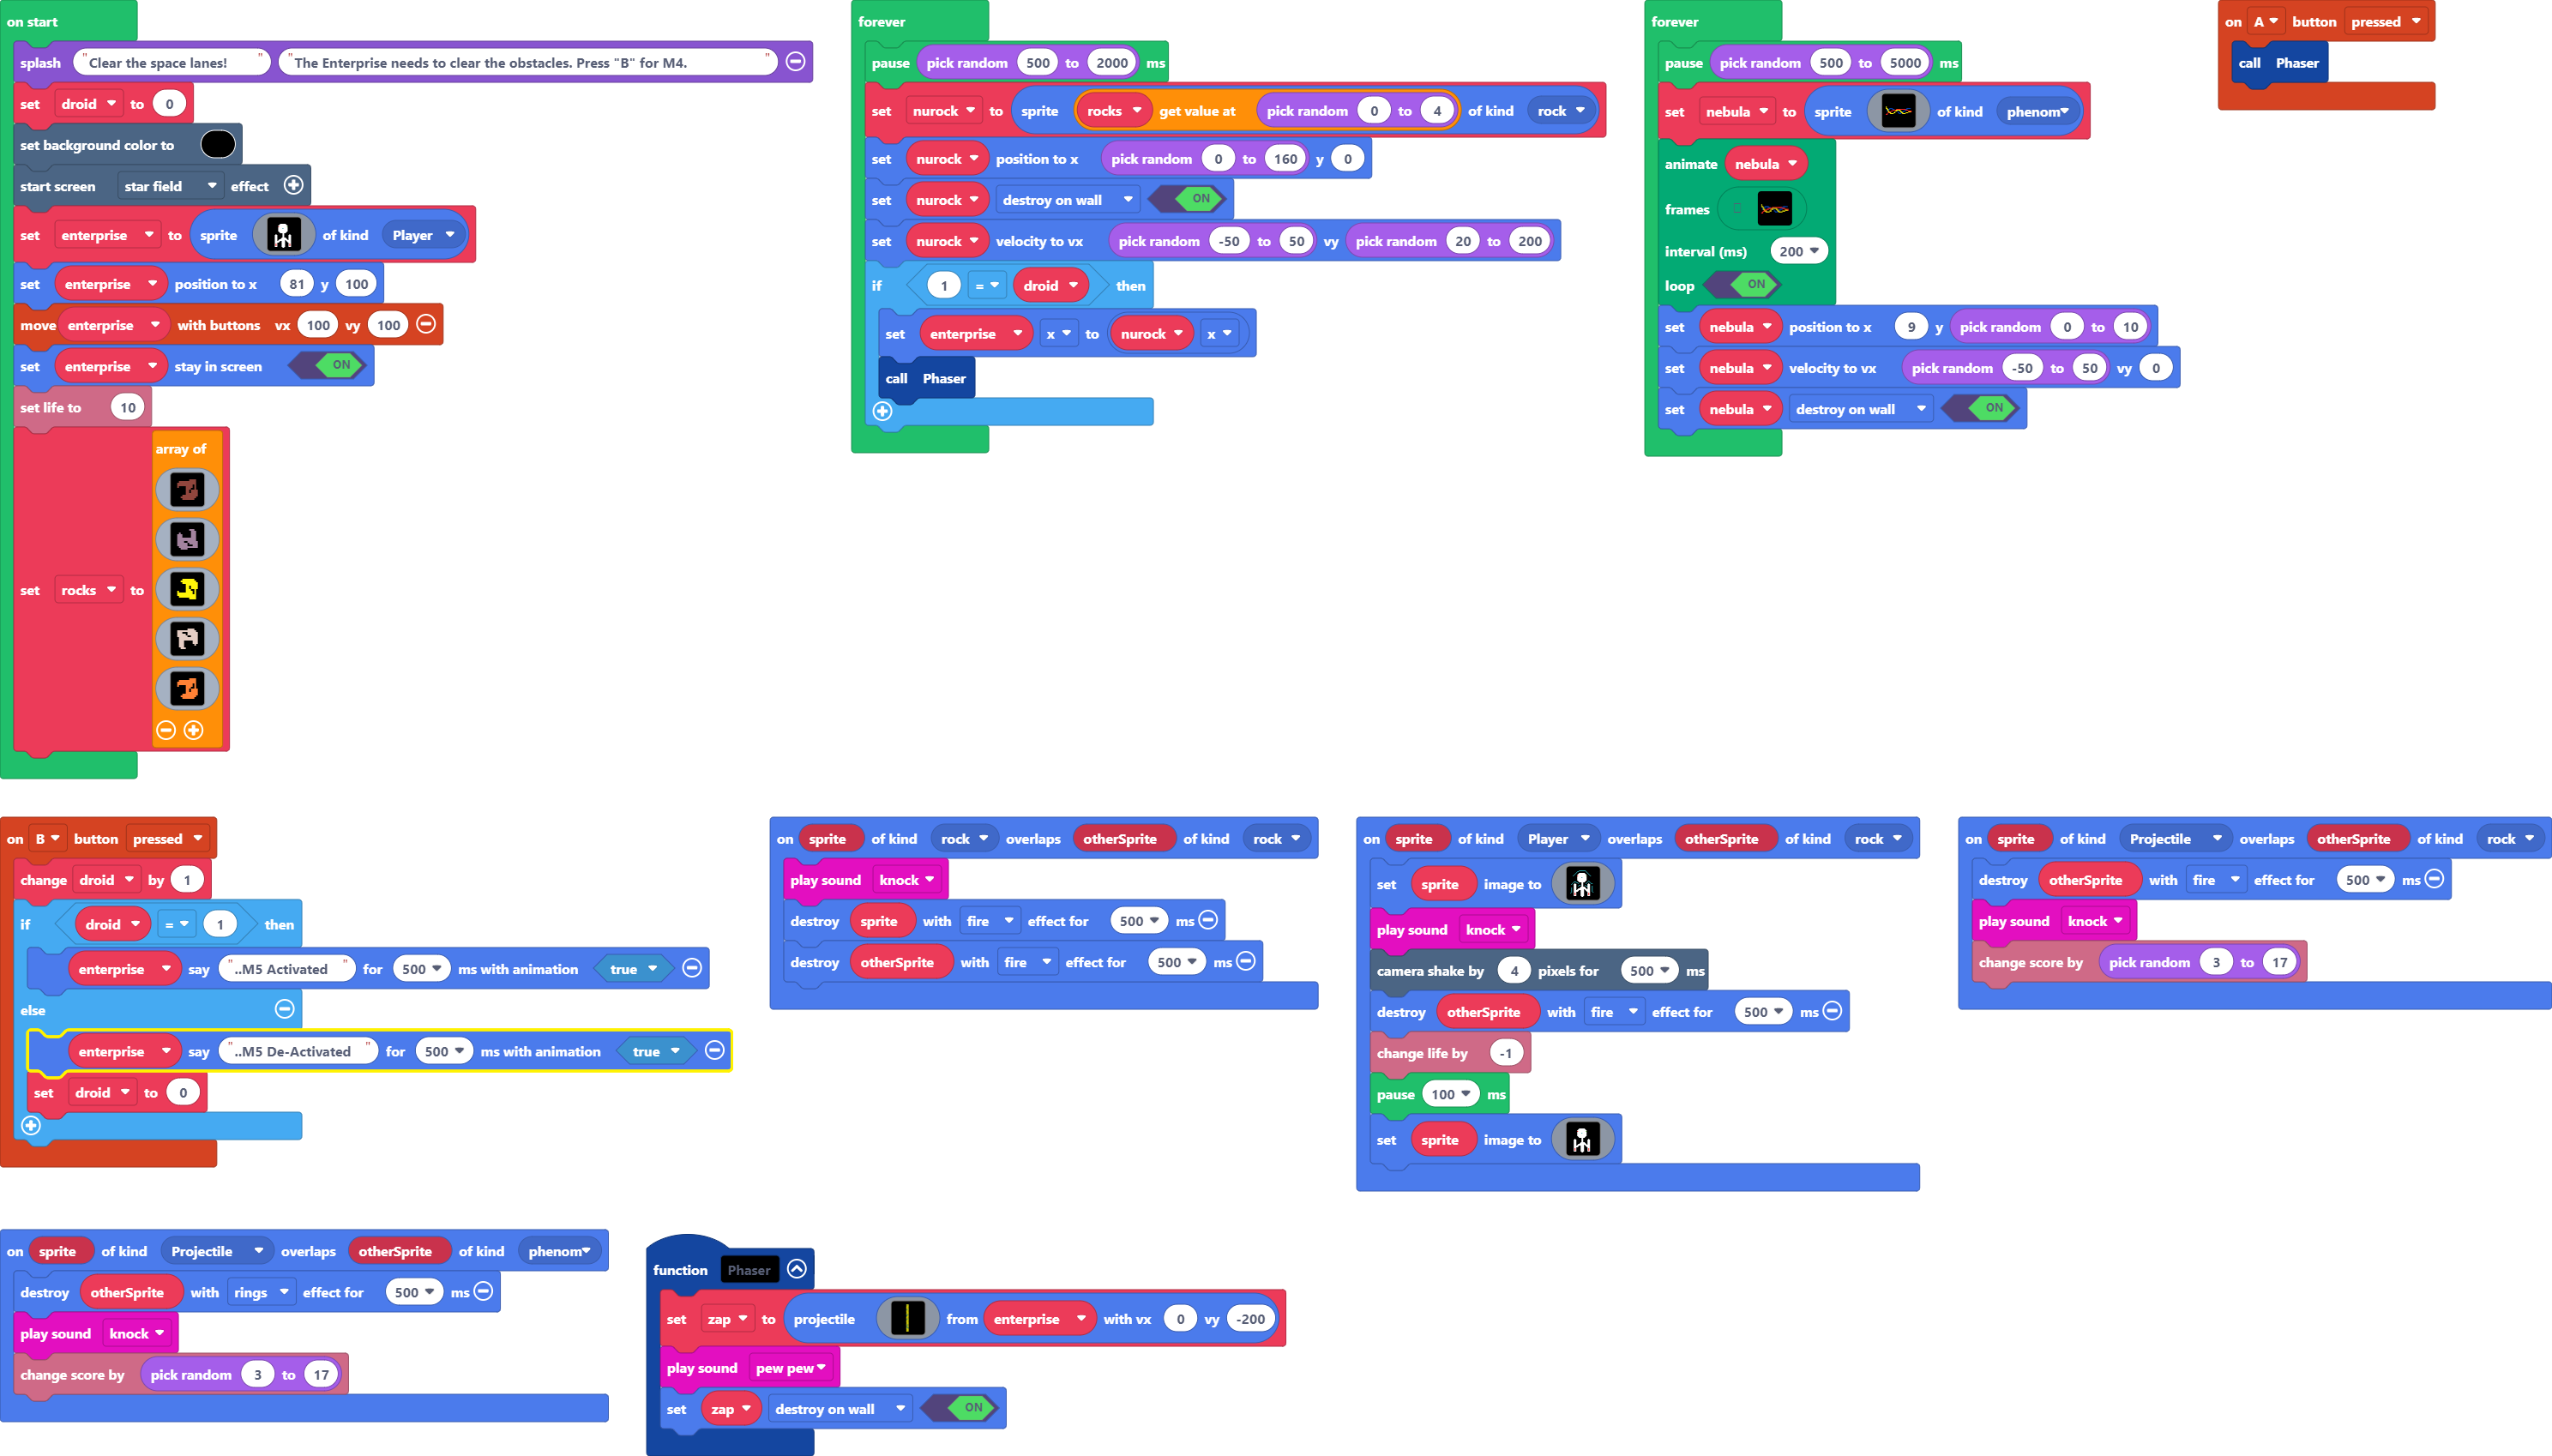 on start
splash "Clear the space lanes! " "The Enterprise needs to clear the obstacles. Press "B" for M4. "
set droid to 0
set background color to
start screen star field effect
set enterprise to sprite of kind Player
set enterprise position to x 81 y 100
move enterprise with buttons vx 100 vy 100
set enterprise stay in screen ON
set life to 10
set rocks to array of
forever
pause pick random 500 to 2000 ms
set nurock to sprite rocks get value at pick random 0 to 4 of kind rock
set nurock position to x pick random 0 to 160 y 0
set nurock destroy on wall ON
set nurock velocity to vx pick random -50 to 50 vy pick random 20 to 200
if 1 = droid then
set enterprise x to nurock x
call Phaser
forever
pause pick random 500 to 5000 ms
set nebula to sprite of kind phenom
animate nebula
frames
interval (ms) 200
loop ON
set nebula position to x 9 y pick random 0 to 10
set nebula velocity to vx pick random -50 to 50 vy 0
set nebula destroy on wall ON
on A button pressed
call Phaser
on B button pressed
change droid by 1
if droid = 1 then
enterprise say "..M5 Activated " for 500 ms with animation true
else
enterprise say "..M5 De-Activated " for 500 ms with animation true
set droid to 0
on sprite of kind rock overlaps otherSprite of kind rock
play sound knock
destroy sprite with fire effect for 500 ms
destroy otherSprite with fire effect for 500 ms
on sprite of kind Player overlaps otherSprite of kind rock
set sprite image to
play sound knock
camera shake by 4 pixels for 500 ms
destroy otherSprite with fire effect for 500 ms
change life by -1
pause 100 ms
set sprite image to
on sprite of kind Projectile overlaps otherSprite of kind rock
destroy otherSprite with fire effect for 500 ms
play sound knock
change score by pick random 3 to 17
on sprite of kind Projectile overlaps otherSprite of kind phenom
destroy otherSprite with rings effect for 500 ms
play sound knock
change score by pick random 3 to 17
function Phaser
set zap to projectile from enterprise with vx 0 vy -200
play sound pew pew
set zap destroy on wall ON